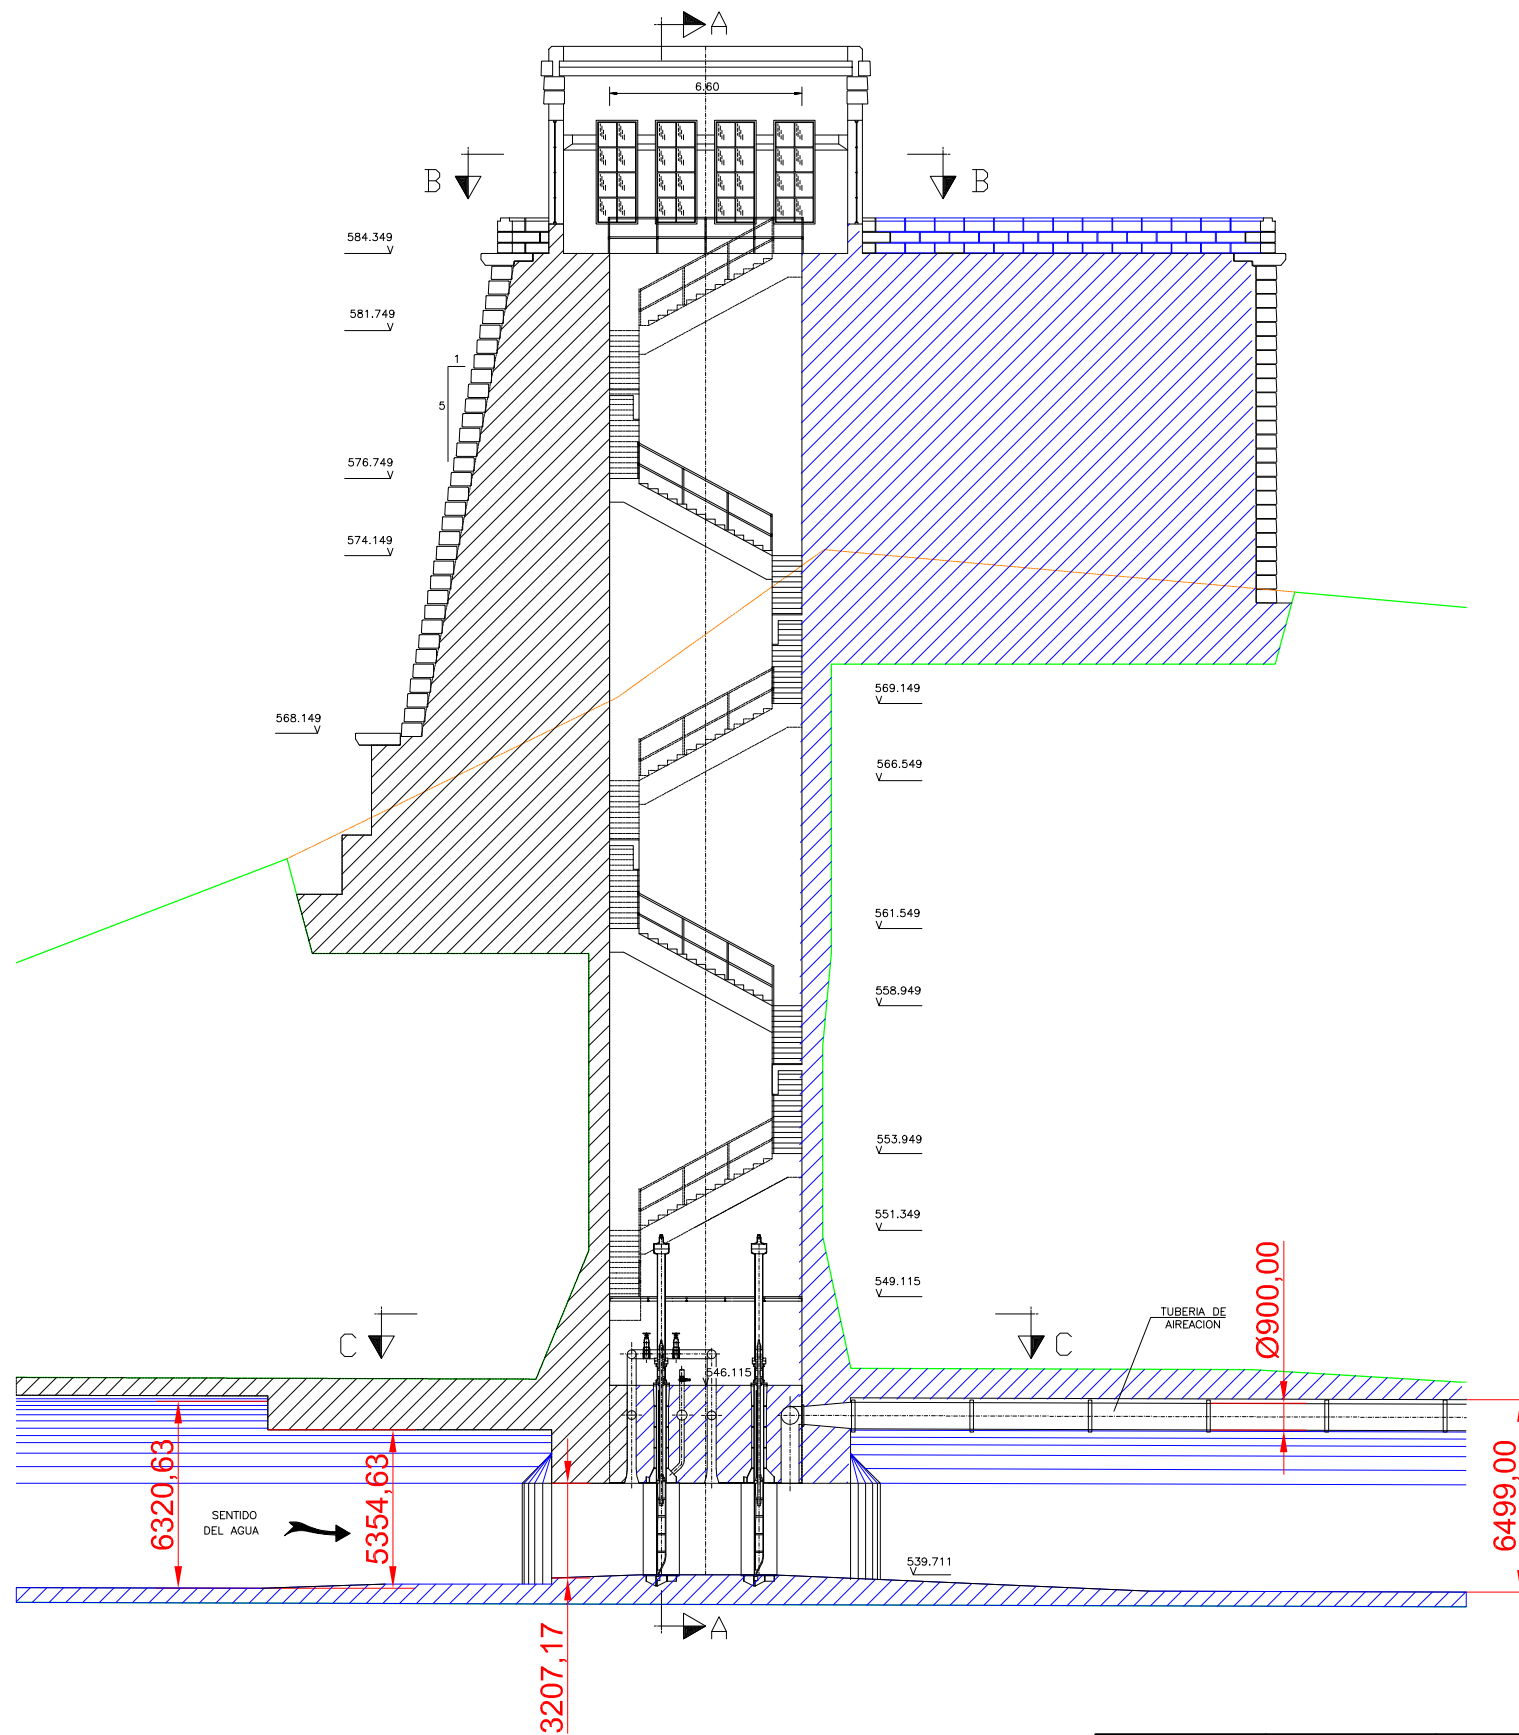 A
6.60
B
B
584.349
581.749
1
5
576.749
574.149
569.149
568.149
566.549
561.549
558.949
553.949
551.349
549.115
C
C
TUBERIA DE
AIREACION
Ø900,00
546.115
6320,63
5354,63
6499,00
SENTIDO
DEL AGUA
539.711
3207,17
A